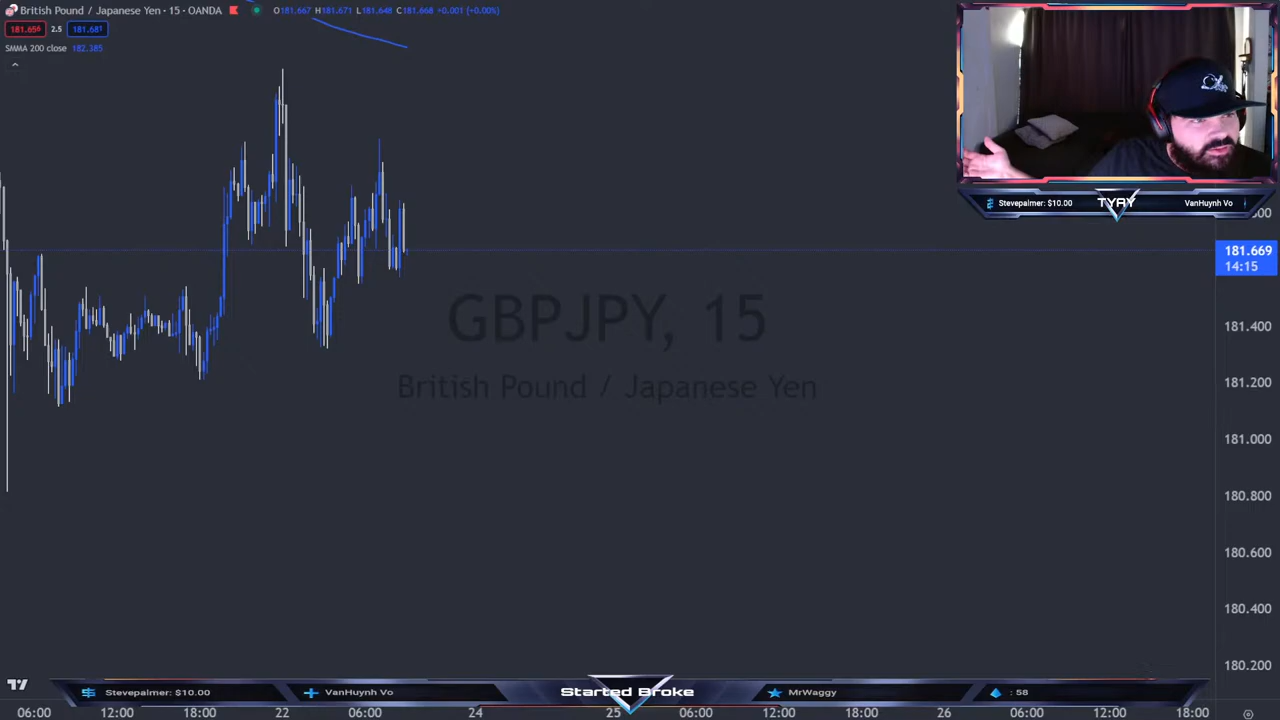 British Pound / Japanese Yen · 15 · OANDA O181.667 H181.671 L181.648 C181.668 +0.001 (+0.00%)
181.656 2.5 181.681
SMMA 200 close 182.385
Stevepalmer: $10.00 TYAY VanHuynh Vo
181.669
14:15
181.400
181.200
181.000
180.800
180.600
180.400
180.200
GBPJPY, 15
British Pound / Japanese Yen
Stevepalmer: $10.00 VanHuynh Vo Started Broke MrWaggy : 58
06:00 12:00 18:00 22 06:00 24 25 06:00 12:00 18:00 26 06:00 12:00 18:00